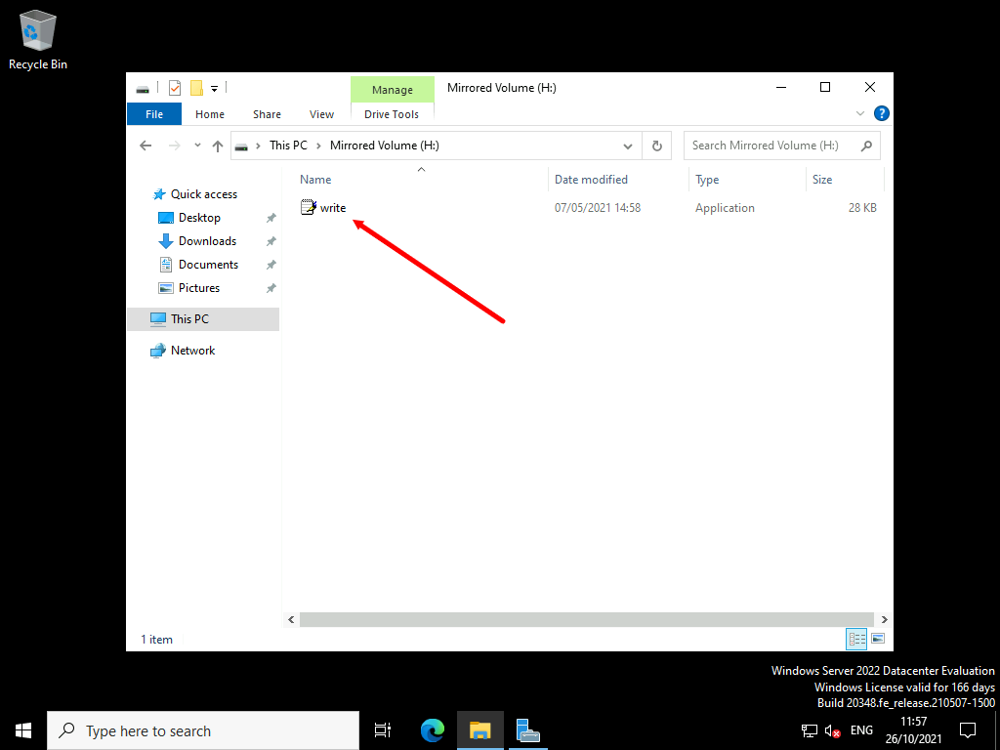 Recycle Bin
Manage
Mirrored Volume (H:)
File
Home
Share
View
Drive Tools
This PC
Mirrored Volume (H:)
Search Mirrored Volume (H:)
Name
Date modified
Type
Size
write
07/05/2021 14:58
Application
28 KB
Quick access
Desktop
Downloads
Documents
Pictures
This PC
Network
1 item
Windows Server 2022 Datacenter Evaluation
Windows License valid for 166 days
Build 20348.fe_release.210507-1500
Type here to search
ENG
11:57
26/10/2021